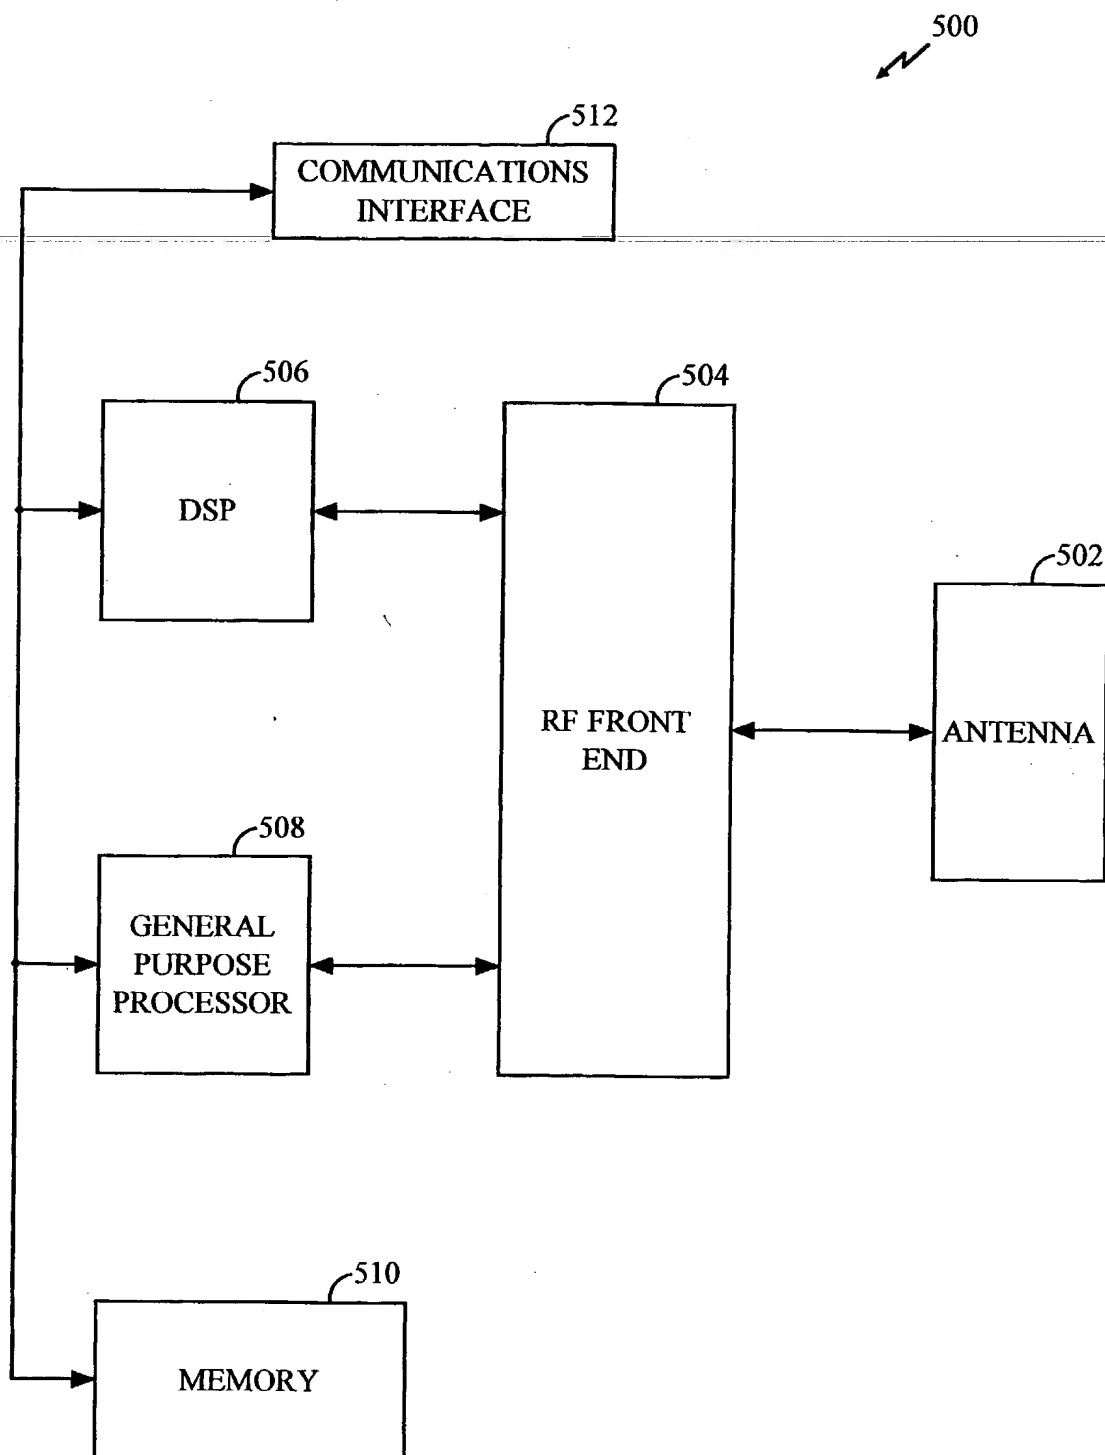 500
512
COMMUNICATIONS
INTERFACE
506
504
DSP
502
RF FRONT
END
ANTENNA
508
GENERAL
PURPOSE
PROCESSOR
510
MEMORY